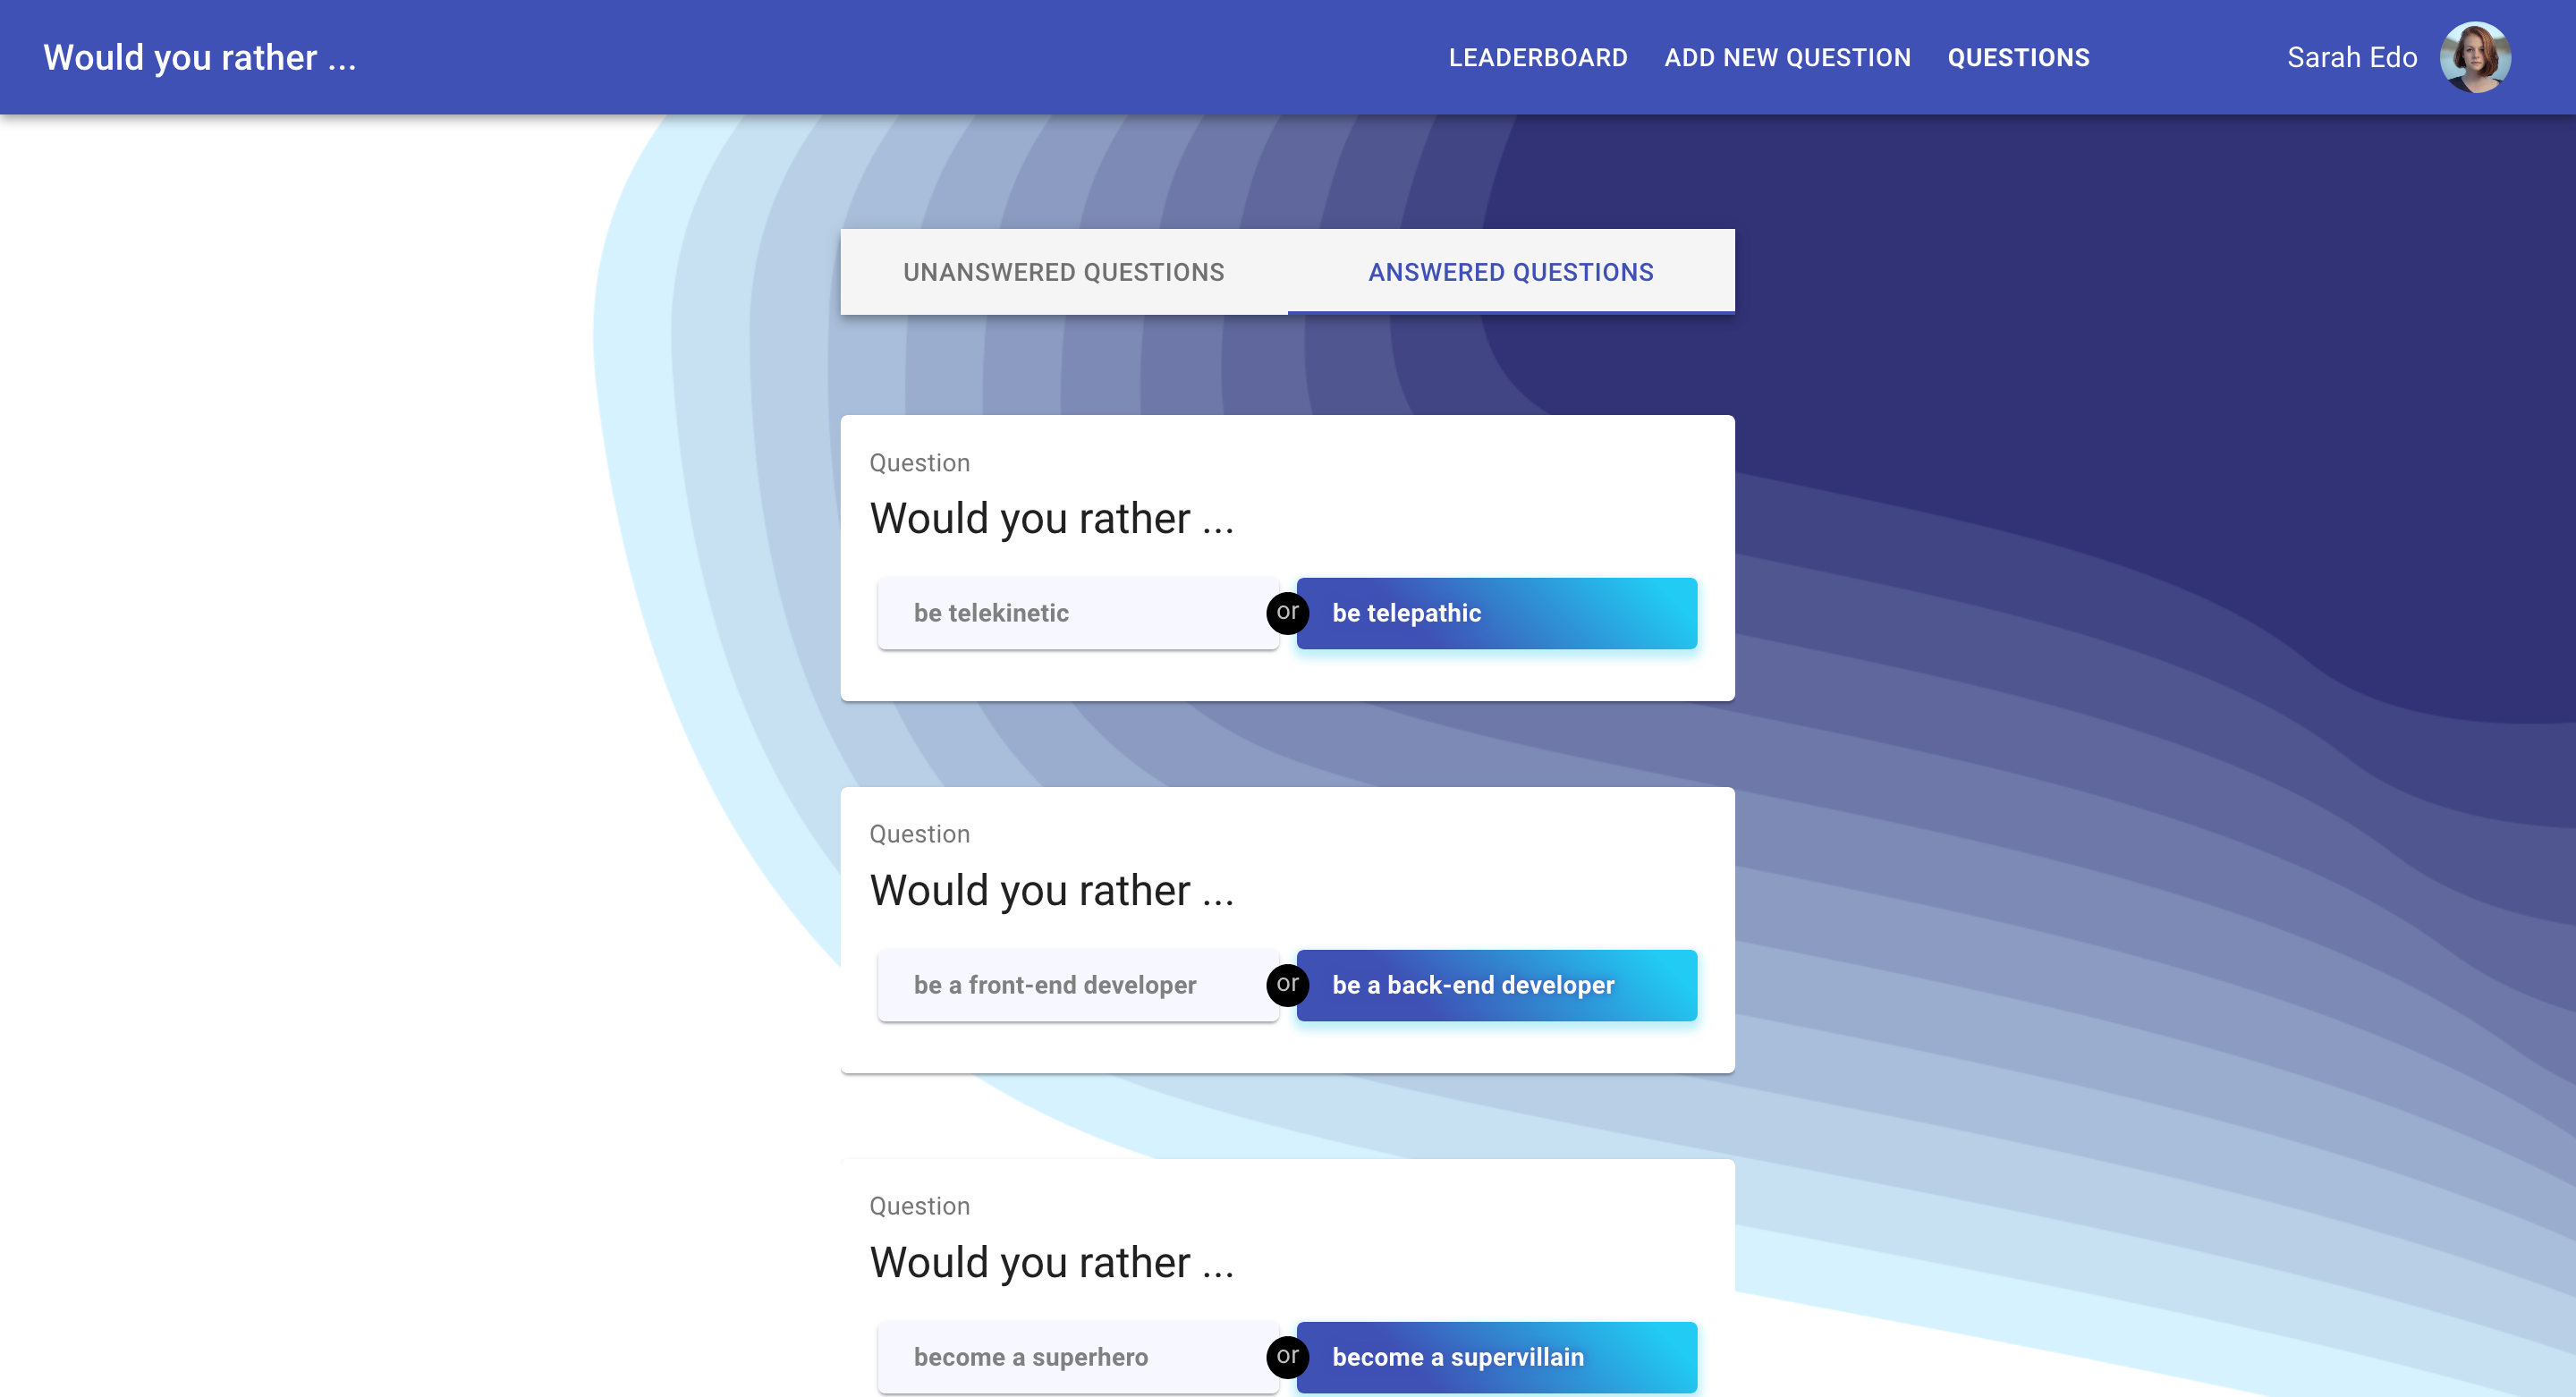 Would you rather ...
LEADERBOARD ADD NEW QUESTION QUESTIONS Sarah Edo
UNANSWERED QUESTIONS ANSWERED QUESTIONS
Question
Would you rather ...
be telekinetic or be telepathic
Question
Would you rather ...
be a front-end developer or be a back-end developer
Question
Would you rather ...
become a superhero or become a supervillain